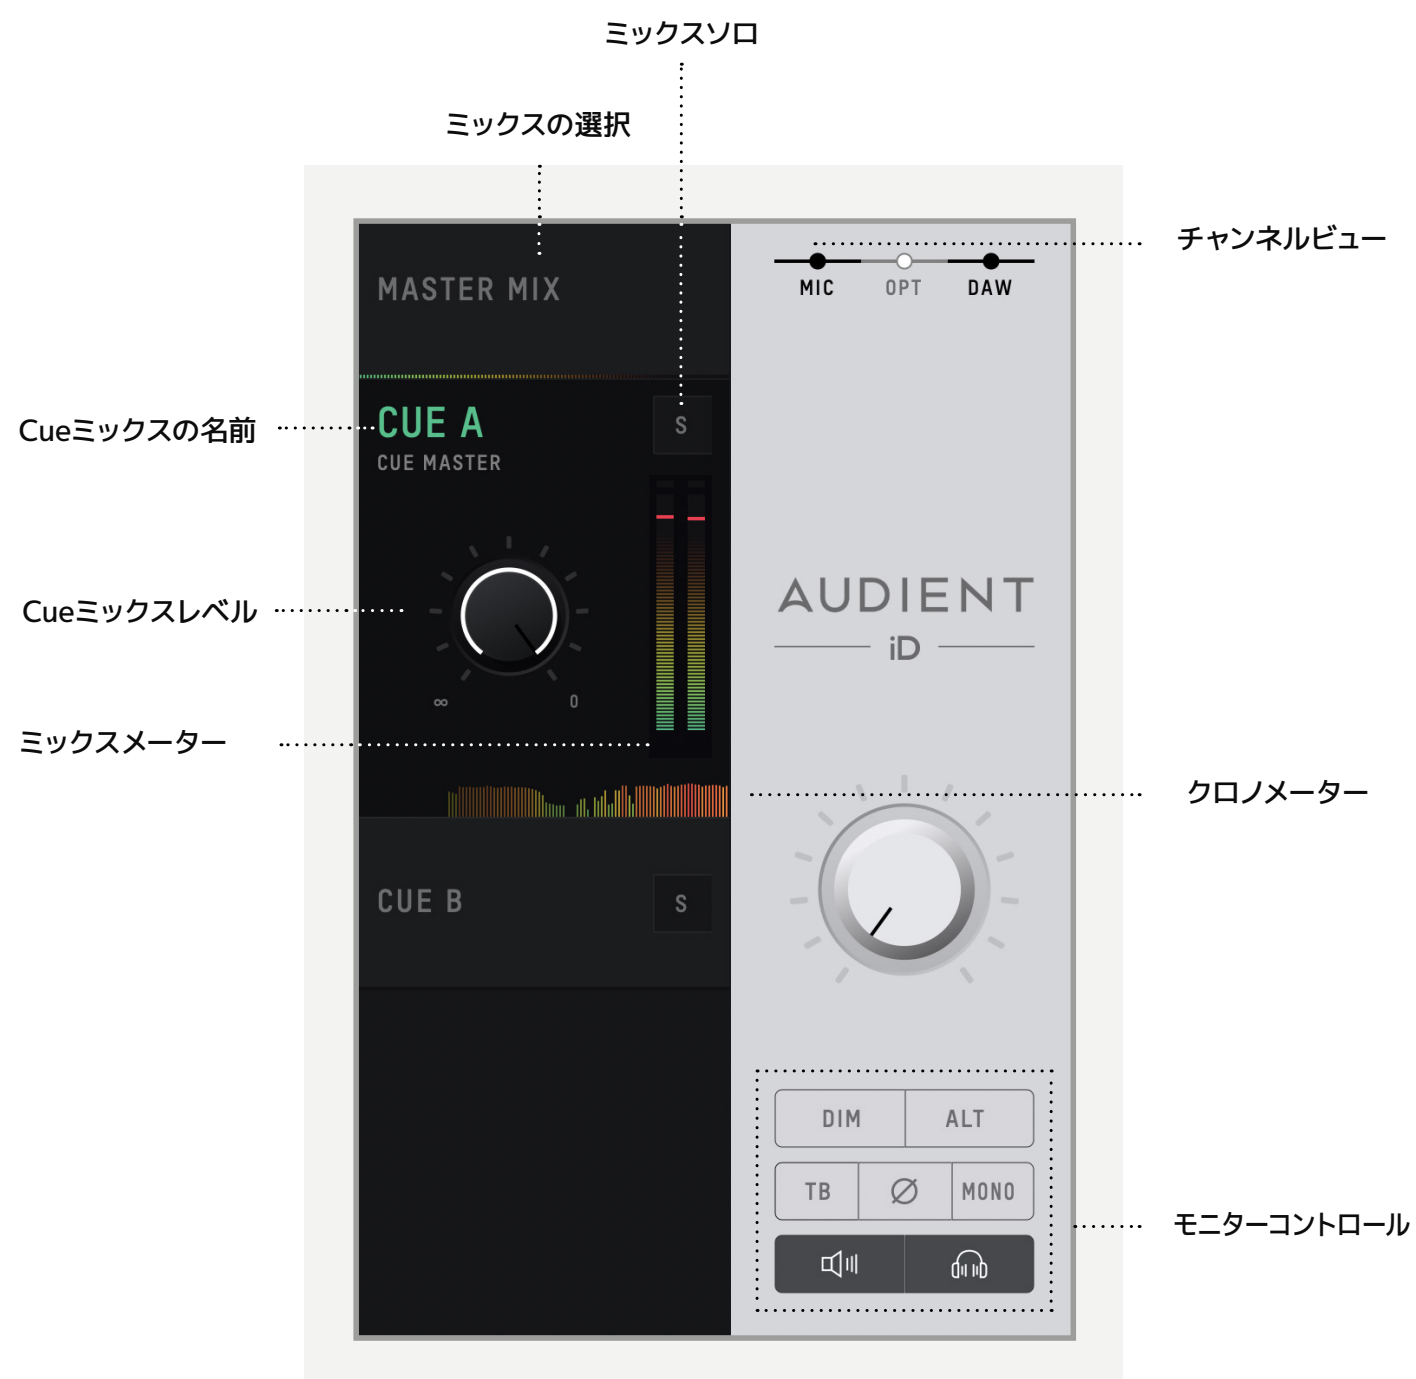 ミックスソロ
ミックスの選択
チャンネルビュー
MASTER MIX
MIC OPT DAW
Cueミックスの名前
CUE A
S
CUE MASTER
AUDIENT
iD
Cueミックスレベル
∞ 0
ミックスメーター
クロノメーター
CUE B
S
DIM ALT
TB Ø MONO
モニターコントロール